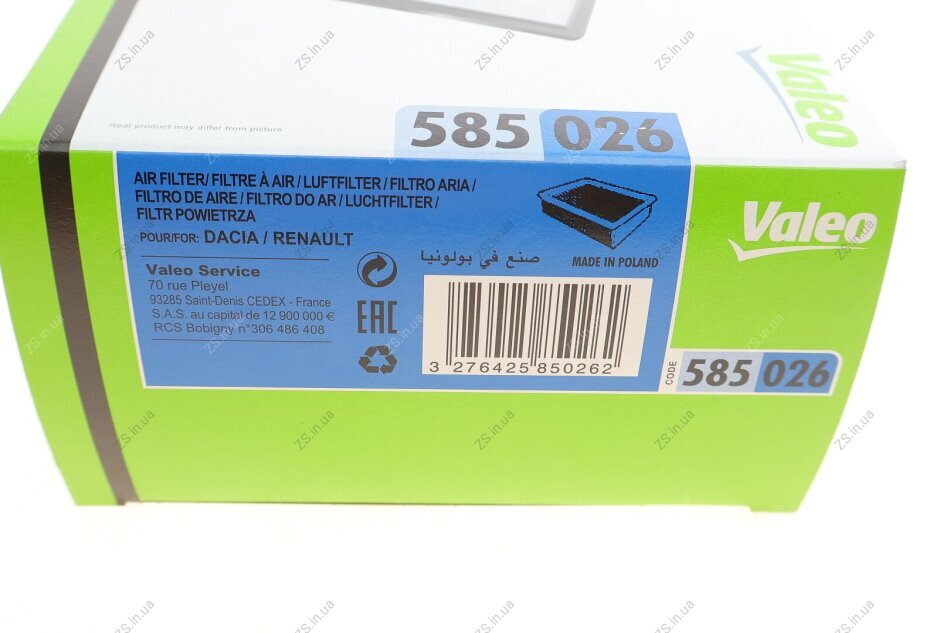 Valeo
Real product may differ from picture
585 026
AIR FILTER/ FILTRE À AIR / LUFTFILTER / FILTRO ARIA /
FILTRO DE AIRE / FILTRO DO AR / LUCHTFILTER /
FILTR POWIETRZA
POUR/FOR: DACIA / RENAULT
Valeo Service
70 rue Pleyel
93285 Saint-Denis CEDEX - France
S.A.S. au capital de 12 900 000 €
RCS Bobigny n°306 486 408
EAC
صنع في بولونيا
MADE IN POLAND
3 276425 850262
Valeo
CODE 585 026
ZS.in.ua